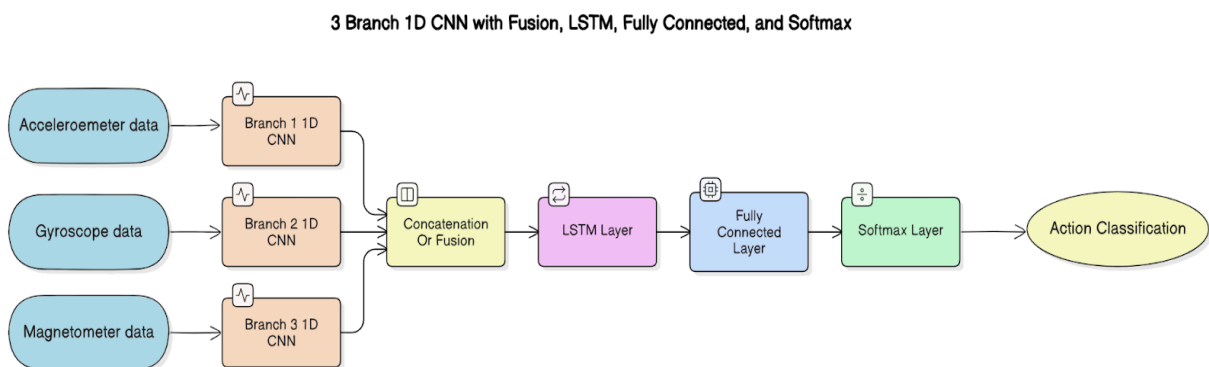 3 Branch 1D CNN with Fusion, LSTM, Fully Connected, and Softmax
Acceleroemeter data
Branch 1 1D
CNN
Gyroscope data
Branch 2 1D
CNN
Magnetometer data
Branch 3 1D
CNN
Concatenation
Or Fusion
LSTM Layer
Fully
Connected
Layer
Softmax Layer
Action Classification